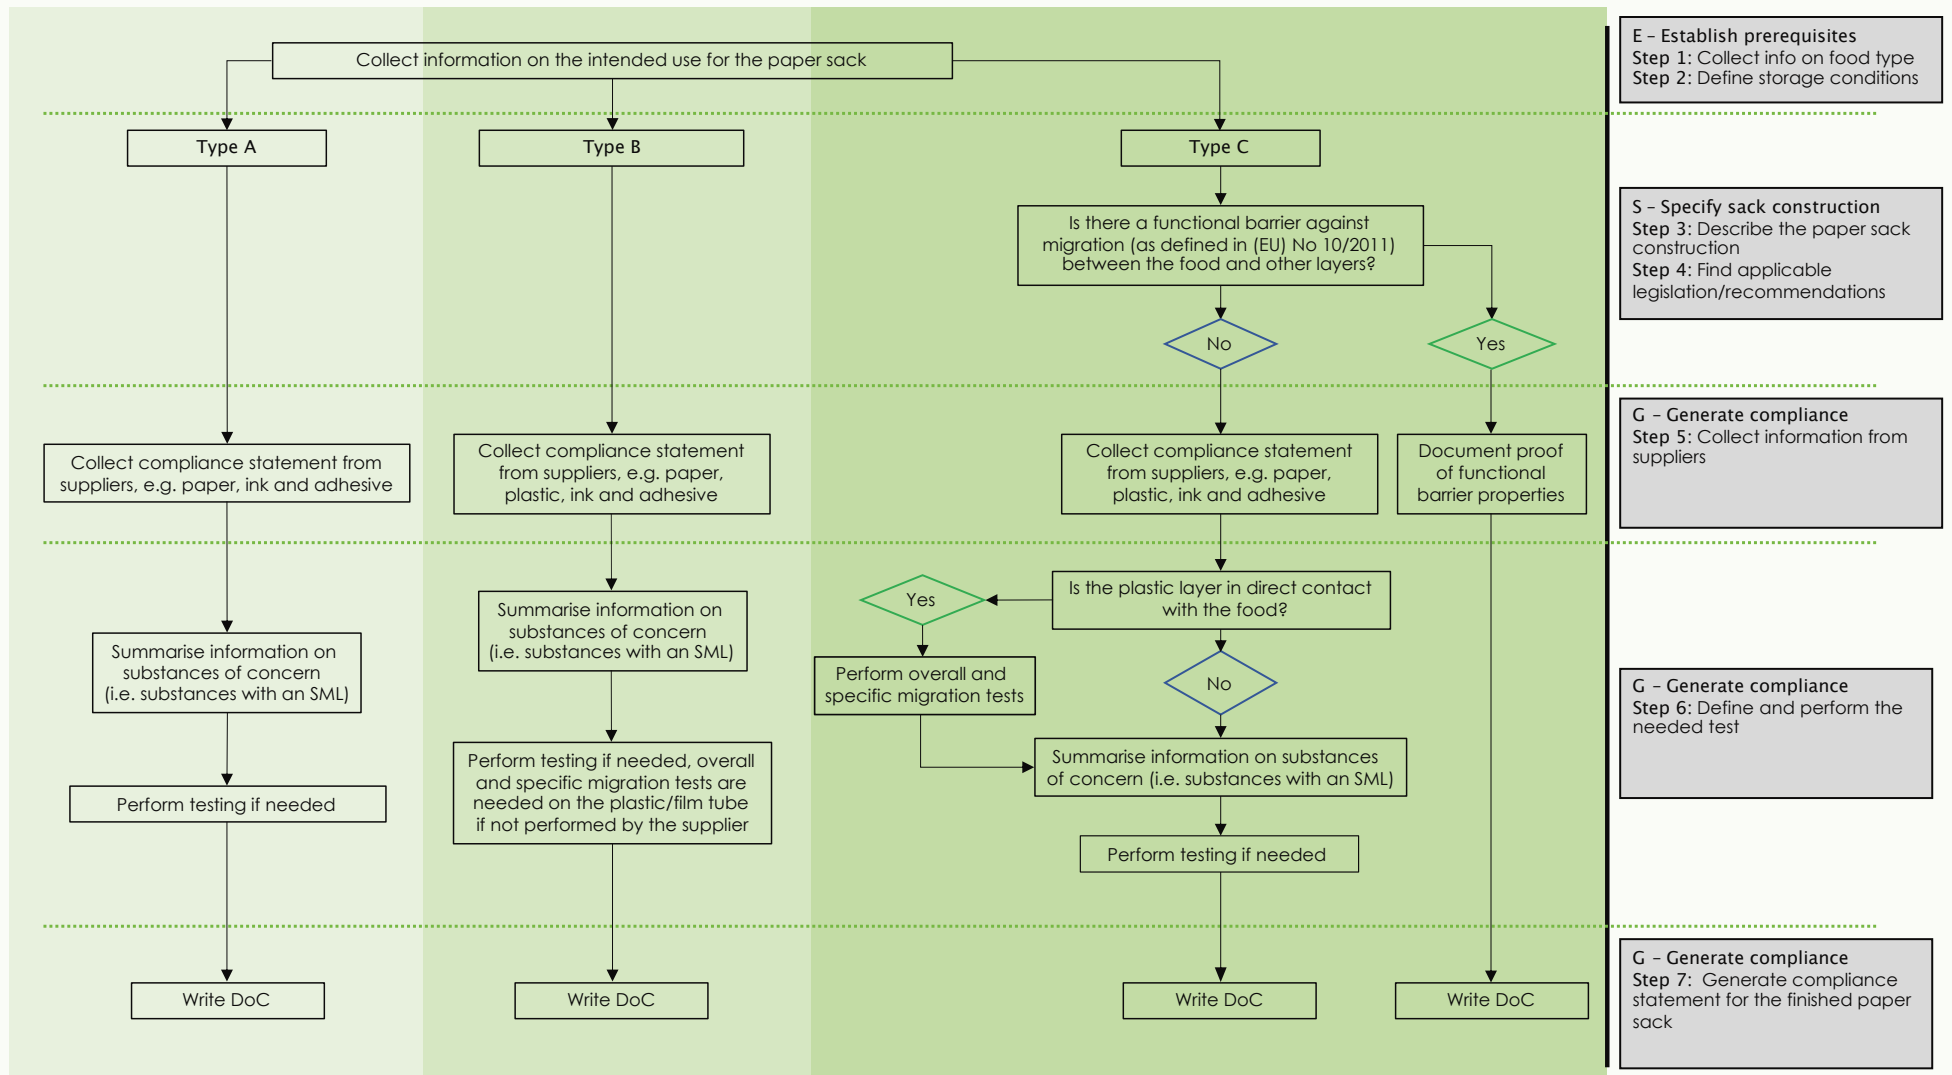 Collect information on the intended use for the paper sack
E – Establish prerequisites
Step 1: Collect info on food type
Step 2: Define storage conditions
Type A
Type B
Type C
Is there a functional barrier against
migration (as defined in (EU) No 10/2011)
between the food and other layers?
No
Yes
S – Specify sack construction
Step 3: Describe the paper sack
construction
Step 4: Find applicable
legislation/recommendations
Collect compliance statement from
suppliers, e.g. paper, ink and adhesive
Collect compliance statement
from suppliers, e.g. paper,
plastic, ink and adhesive
Collect compliance statement
from suppliers, e.g. paper,
plastic, ink and adhesive
Document proof
of functional
barrier properties
G – Generate compliance
Step 5: Collect information from
suppliers
Summarise information on
substances of concern
(i.e. substances with an SML)
Summarise information on
substances of concern
(i.e. substances with an SML)
Yes
Is the plastic layer in direct contact
with the food?
Perform overall and
specific migration tests
No
Perform testing if needed
Perform testing if needed, overall
and specific migration tests are
needed on the plastic/film tube
if not performed by the supplier
Summarise information on substances
of concern (i.e. substances with an SML)
Perform testing if needed
G – Generate compliance
Step 6: Define and perform the
needed test
Write DoC
Write DoC
Write DoC
Write DoC
G – Generate compliance
Step 7: Generate compliance
statement for the finished paper
sack